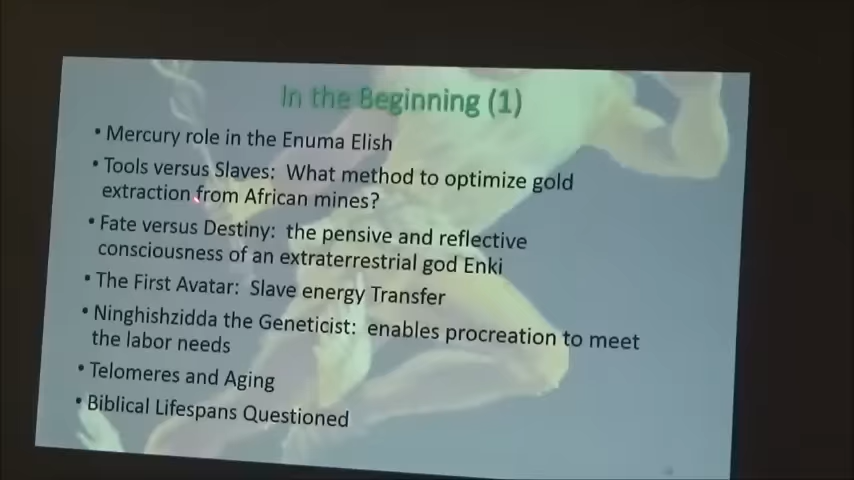 In the Beginning (1)
• Mercury role in the Enuma Elish
• Tools versus Slaves: What method to optimize gold
extraction from African mines?
• Fate versus Destiny: the pensive and reflective
consciousness of an extraterrestrial god Enki
• The First Avatar: Slave energy Transfer
• Ninghishzidda the Geneticist: enables procreation to meet
the labor needs
• Telomeres and Aging
• Biblical Lifespans Questioned